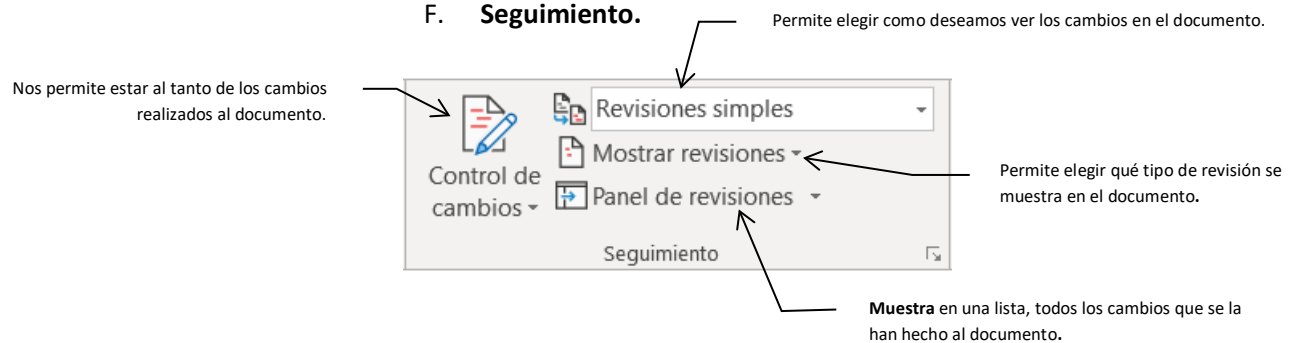 F. Seguimiento.
Permite elegir como deseamos ver los cambios en el documento.
Nos permite estar al tanto de los cambios
realizados al documento.
Revisiones simples
Mostrar revisiones
Control de
cambios
Panel de revisiones
Permite elegir qué tipo de revisión se
muestra en el documento.
Seguimiento
Muestra en una lista, todos los cambios que se la
han hecho al documento.